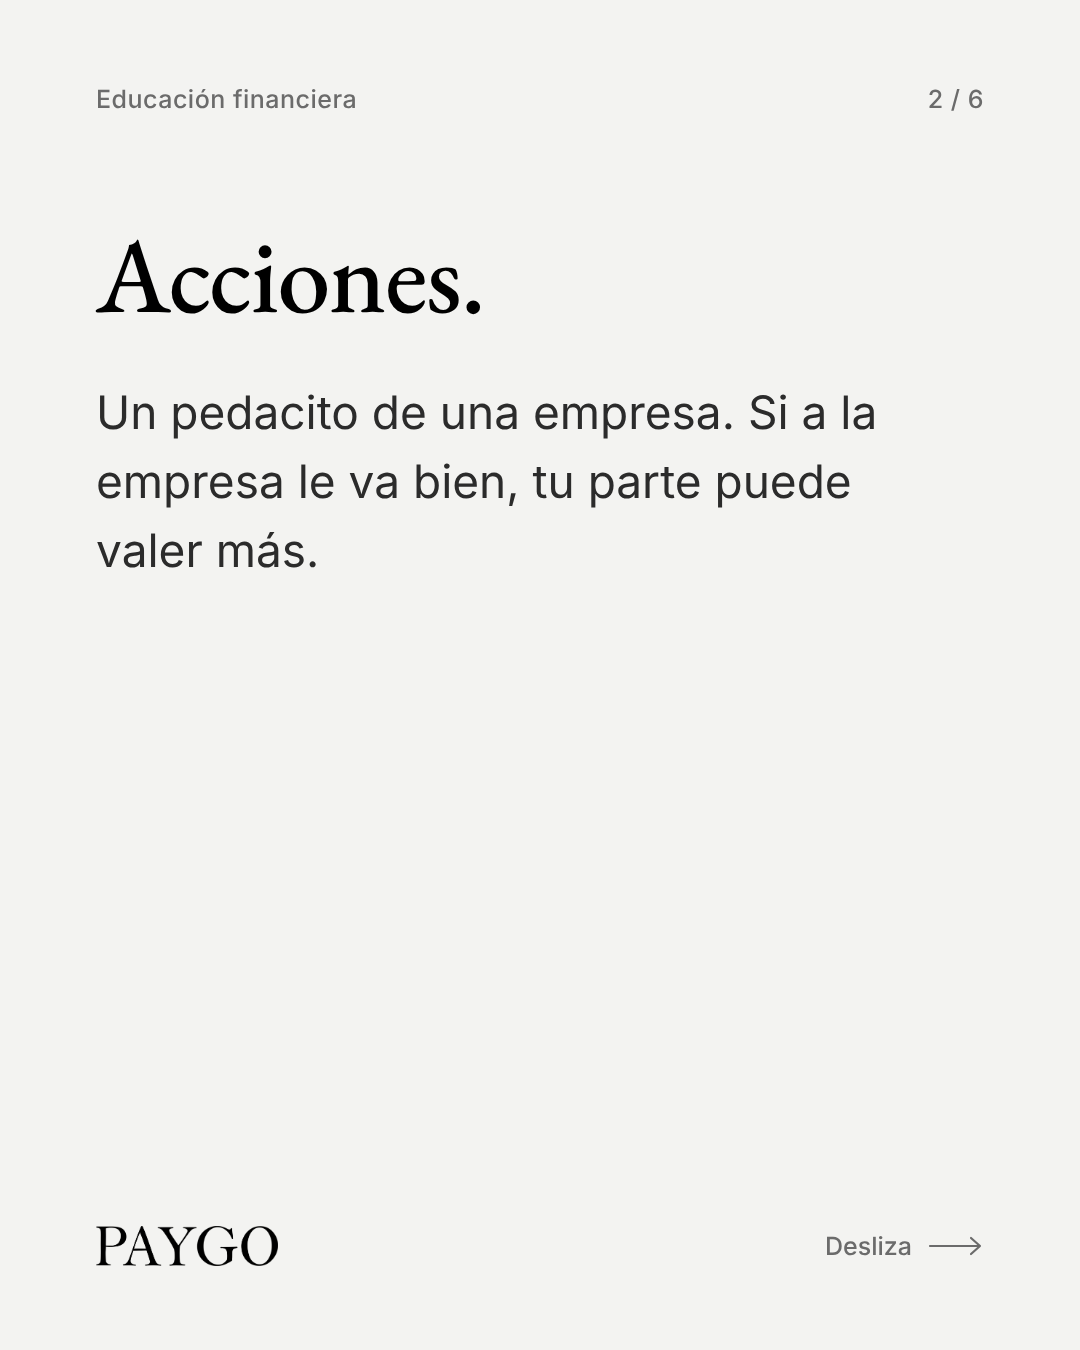 Educación financiera
2 / 6
Acciones.
Un pedacito de una empresa. Si a la
empresa le va bien, tu parte puede
valer más.
PAYGO
Desliza